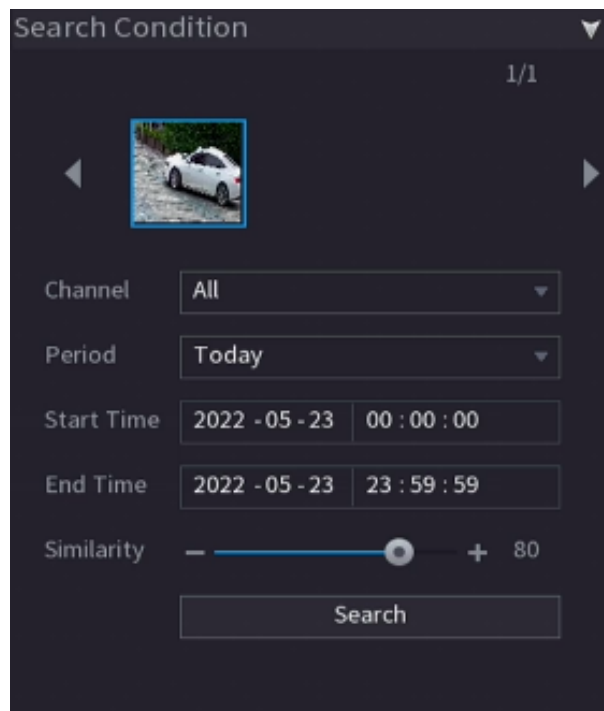 Search Condition
1/1
Channel All
Period Today
Start Time 2022 - 05 - 23 00 : 00 : 00
End Time 2022 - 05 - 23 23 : 59 : 59
Similarity − + 80
Search